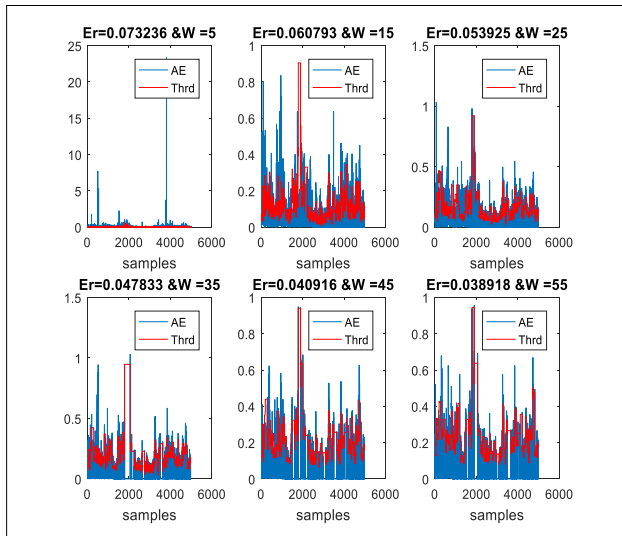 Er=0.073236 &W =5
25
20
15
10
5
0
0 2000 4000 6000
samples
AE
Thrd
Er=0.060793 &W =15
1
0.8
0.6
0.4
0.2
0
0 2000 4000 6000
samples
AE
Thrd
Er=0.053925 &W =25
1.5
1
0.5
0
0 2000 4000 6000
samples
AE
Thrd
Er=0.047833 &W =35
1.5
1
0.5
0
0 2000 4000 6000
samples
AE
Thrd
Er=0.040916 &W =45
1
0.8
0.6
0.4
0.2
0
0 2000 4000 6000
samples
AE
Thrd
Er=0.038918 &W =55
1
0.8
0.6
0.4
0.2
0
0 2000 4000 6000
samples
AE
Thrd